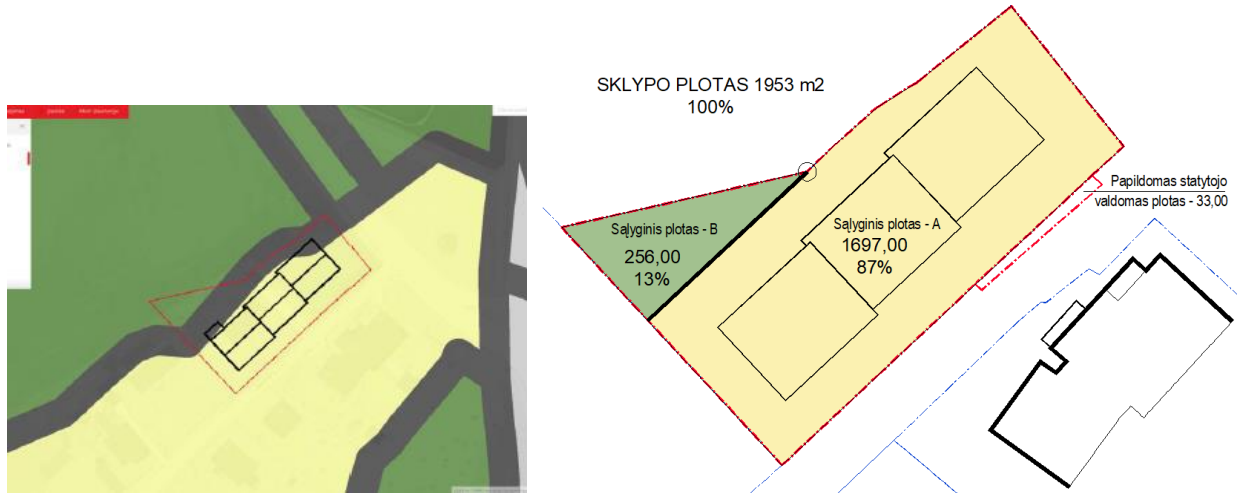 SKLYPO PLOTAS 1953 m2
100%
Papildomas statytojo
valdomas plotas - 33,00
Sąlyginis plotas - B
256,00
13%
Sąlyginis plotas - A
1697,00
87%